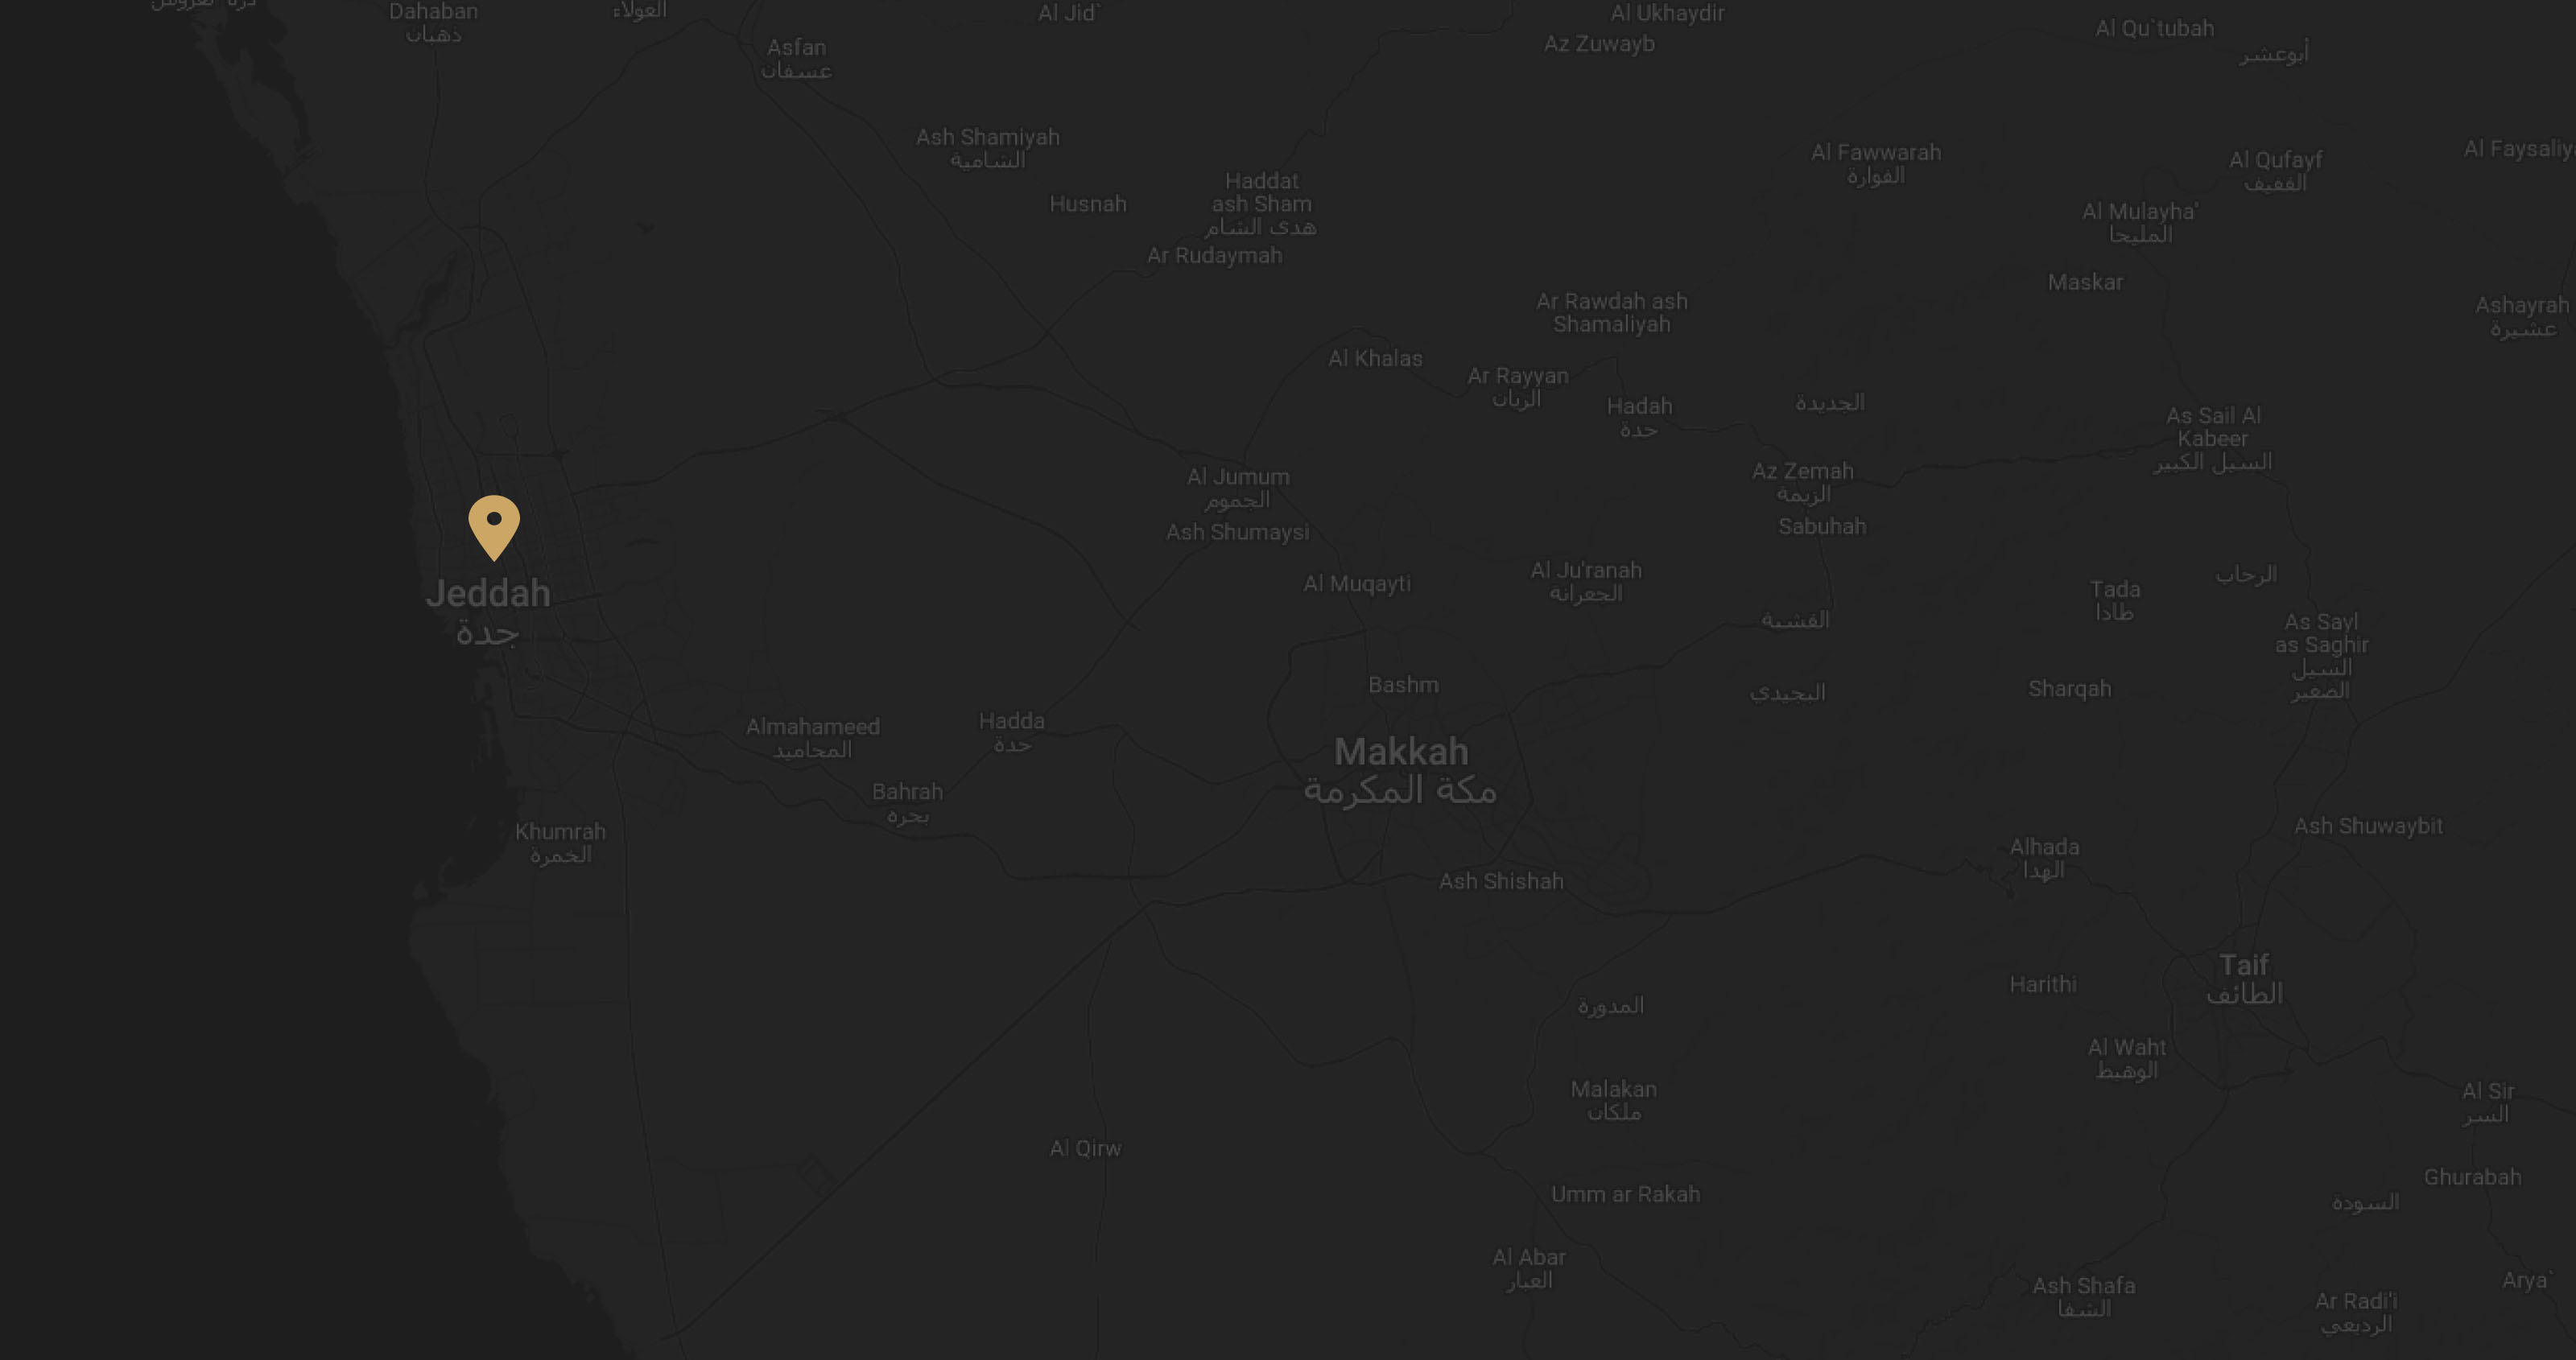 Dahaban
ذهبان
العولاء
Al Jid`
Al Ukhaydir
Az Zuwayb
Al Qu`tubah
أبوعشر
Asfan
عسفان
Ash Shamiyah
الشامية
Husnah
Haddat
ash Sham
هدى الشام
Ar Rudaymah
Al Fawwarah
الفوارة
Al Qufayf
القفيف
Al Faysaliy
Al Mulayha'
المليحا
Maskar
Ashayrah
عشيرة
Ar Rawdah ash
Shamaliyah
Al Khalas
Ar Rayyan
الريان
Hadah
حدة
الجديدة
As Sail Al
Kabeer
السيل الكبير
Al Jumum
الجموم
Ash Shumaysi
Az Zemah
الزيمة
Sabuhah
Jeddah
جدة
Al Muqayti
Al Ju'ranah
الجعرانة
القشبة
Tada
طادا
الرحاب
As Sayl
as Saghir
السيل
الصغير
Bashm
البجيدي
Sharqah
Almahameed
المحاميد
Hadda
حدة
Makkah
مكة المكرمة
Bahrah
بحره
Khumrah
الخمرة
Ash Shishah
Alhada
الهدا
Ash Shuwaybit
Taif
الطائف
Harithi
المدورة
Al Waht
الوهيط
Malakan
ملكان
Al Sir
السر
Al Qirw
Umm ar Rakah
Ghurabah
السودة
Al Abar
العبار
Ash Shafa
الشفا
Ar Radi'i
الرديعي
Arya`